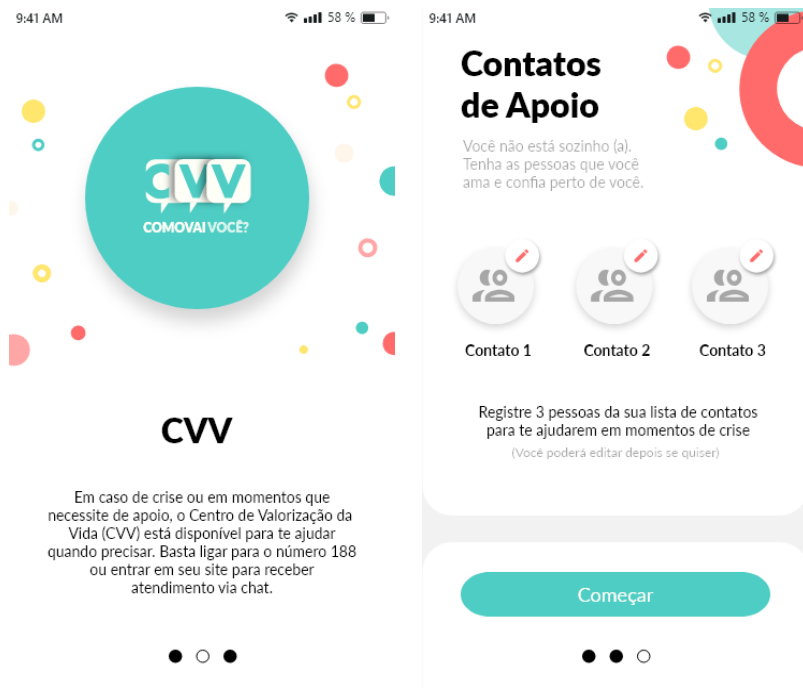 9:41 AM
58 %
CVV
COMOVAI VOCÊ?
CVV
Em caso de crise ou em momentos que
necessite de apoio, o Centro de Valorização da
Vida (CVV) está disponível para te ajudar
quando precisar. Basta ligar para o número 188
ou entrar em seu site para receber
atendimento via chat.
9:41 AM
58 %
Contatos
de Apoio
Você não está sozinho (a).
Tenha as pessoas que você
ama e confia perto de você.
Contato 1
Contato 2
Contato 3
Registre 3 pessoas da sua lista de contatos
para te ajudarem em momentos de crise
(Você poderá editar depois se quiser)
Começar